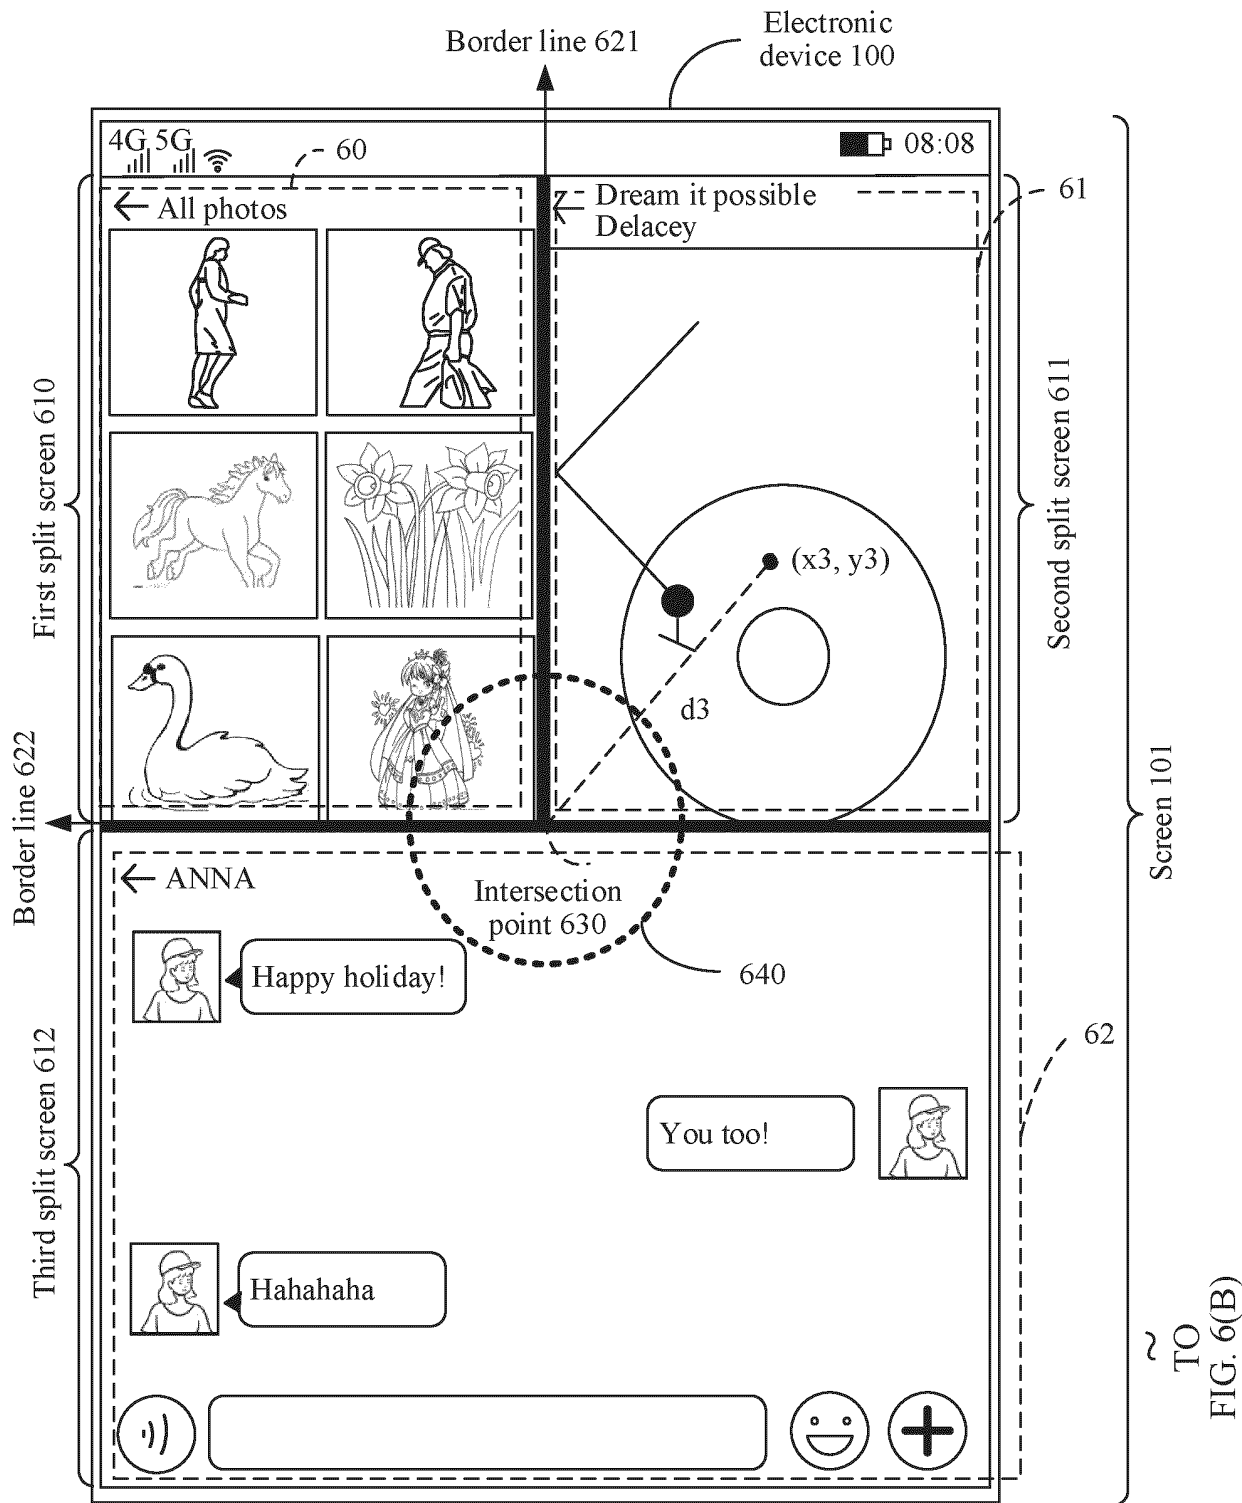 Border line 621
Electronic
device 100
4G 5G
08:08
60
61
All photos
Dream it possible
Delacey
First split screen 610
Second split screen 611
(x3, y3)
d3
Border line 622
Screen 101
ANNA
Intersection
point 630
640
Happy holiday!
Third split screen 612
62
You too!
Hahahaha
~
TO
FIG. 6(B)